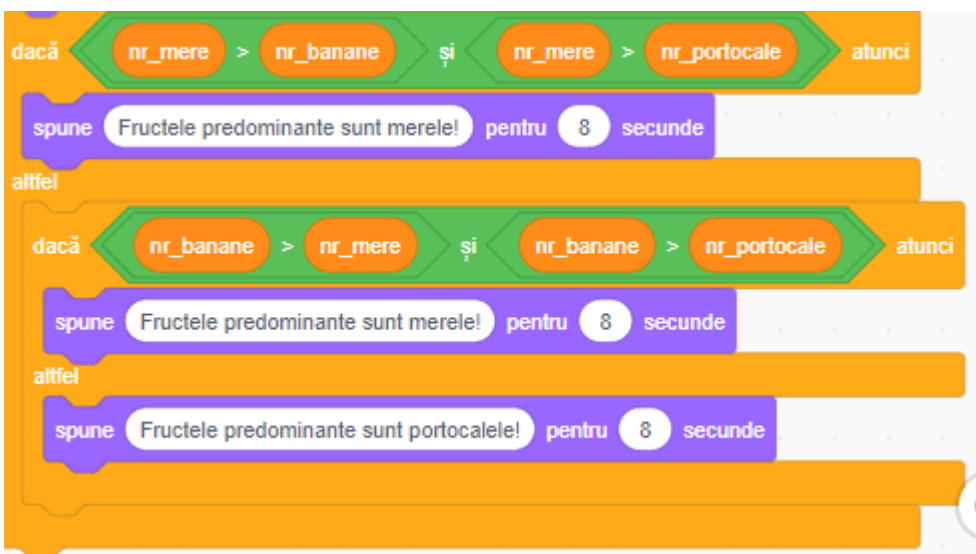 dacă nr_mere > nr_banane și nr_mere > nr_portocale atunci
spune Fructele predominante sunt merele! pentru 8 secunde
altfel
dacă nr_banane > nr_mere și nr_banane > nr_portocale atunci
spune Fructele predominante sunt merele! pentru 8 secunde
altfel
spune Fructele predominante sunt portocalele! pentru 8 secunde